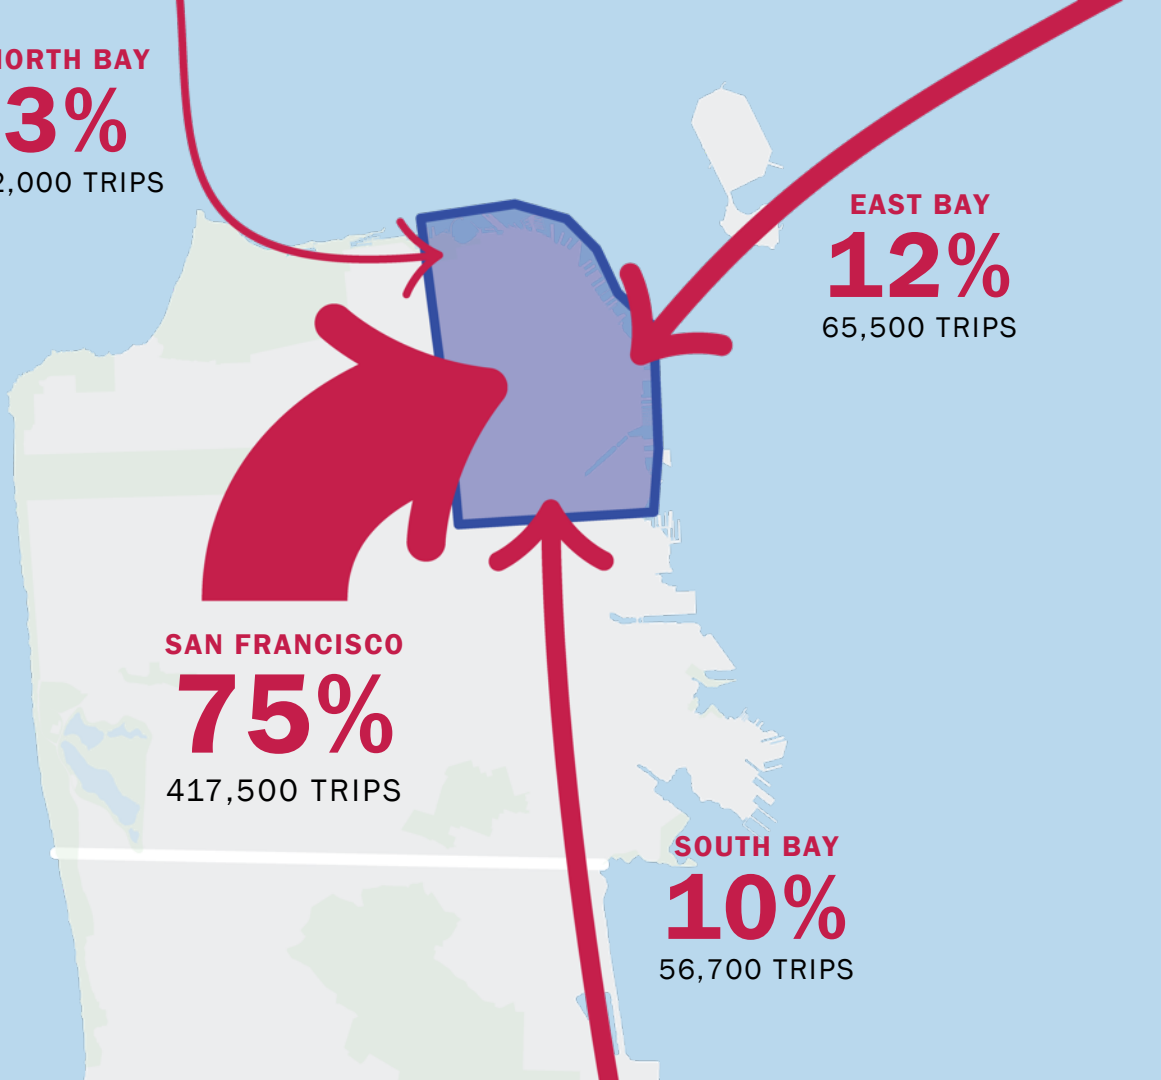 ORTH BAY
3%
2,000 TRIPS
EAST BAY
12%
65,500 TRIPS
SAN FRANCISCO
75%
417,500 TRIPS
SOUTH BAY
10%
56,700 TRIPS